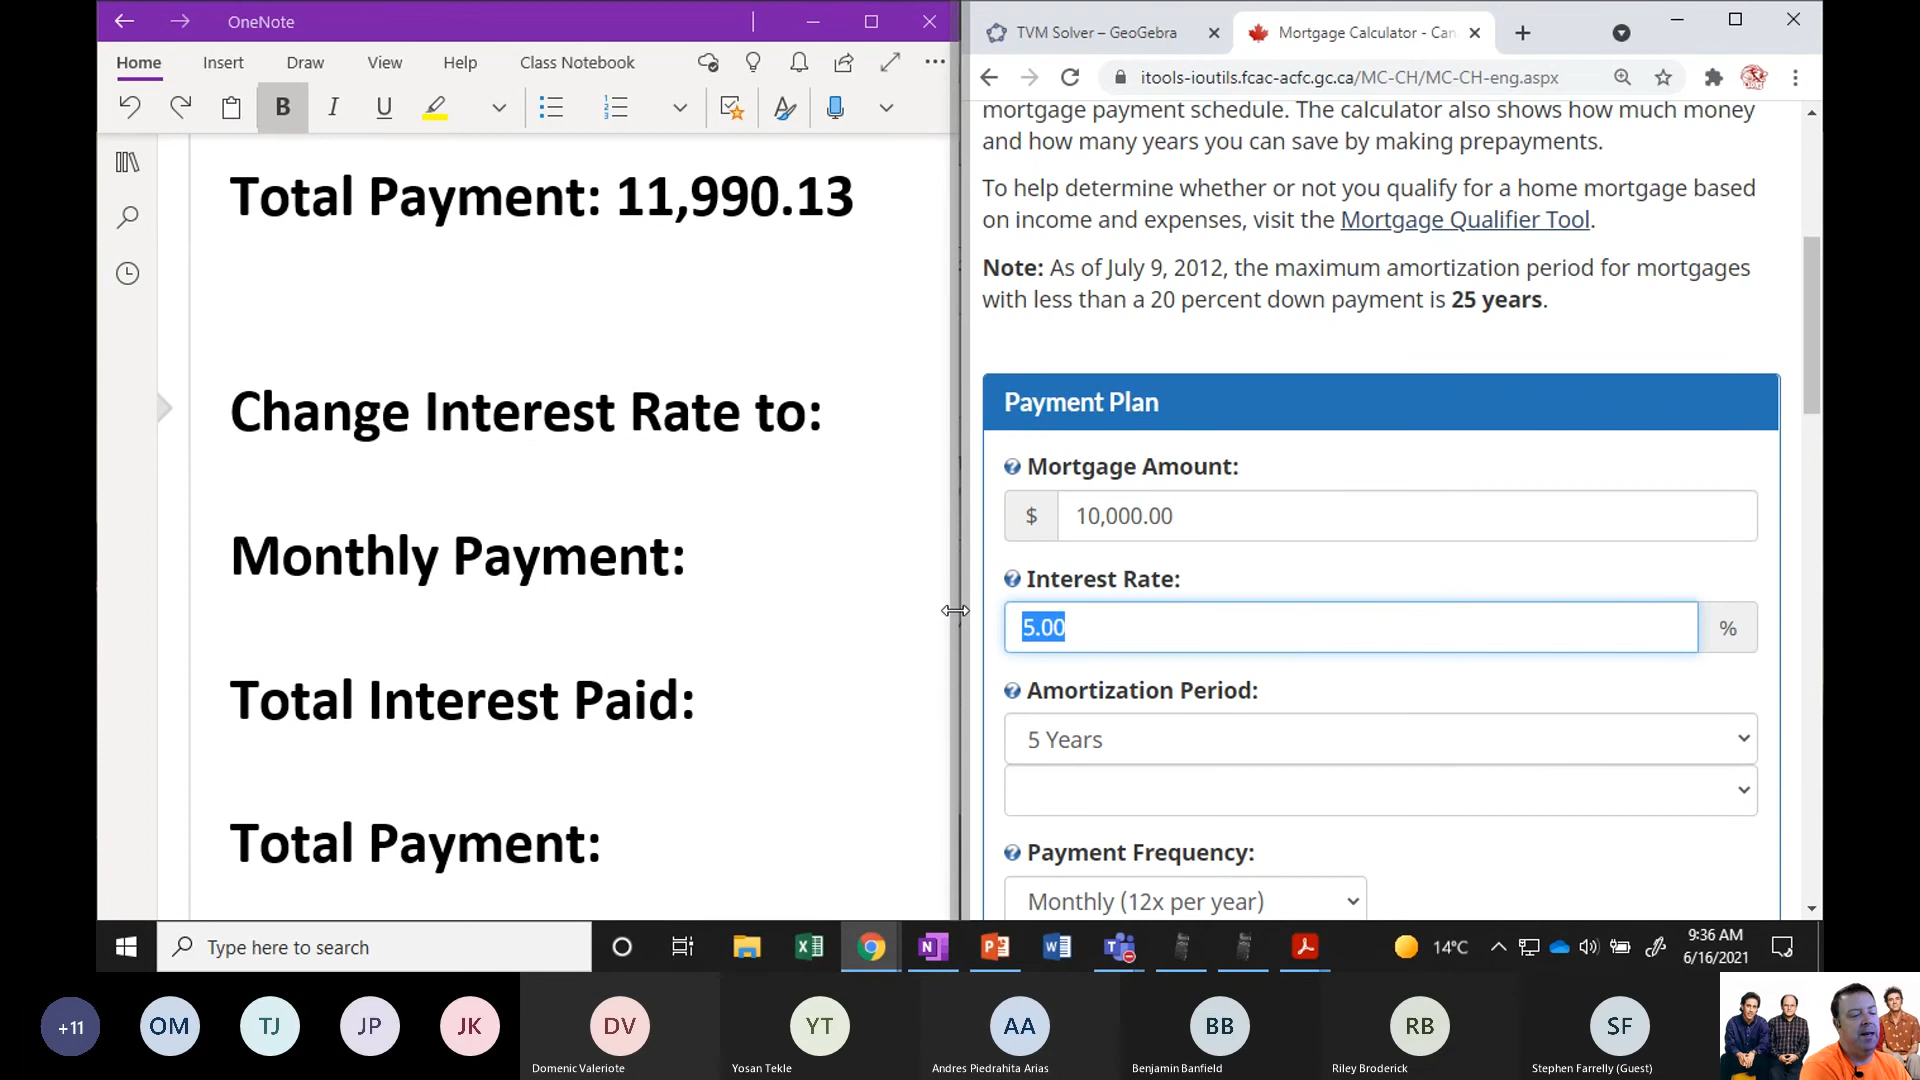 OneNote
Home Insert Draw View Help Class Notebook
B I U
Total Payment: 11,990.13
Change Interest Rate to:
Monthly Payment:
Total Interest Paid:
Total Payment:
TVM Solver – GeoGebra
Mortgage Calculator - Can
itools-ioutils.fcac-acfc.gc.ca/MC-CH/MC-CH-eng.aspx
mortgage payment schedule. The calculator also shows how much money
and how many years you can save by making prepayments.
To help determine whether or not you qualify for a home mortgage based
on income and expenses, visit the Mortgage Qualifier Tool.
Note: As of July 9, 2012, the maximum amortization period for mortgages
with less than a 20 percent down payment is 25 years.
Payment Plan
Mortgage Amount:
$ 10,000.00
Interest Rate:
5.00 %
Amortization Period:
5 Years
Payment Frequency:
Monthly (12x per year)
Type here to search
14°C
9:36 AM
6/16/2021
+11 OM TJ JP JK DV YT AA BB RB SF
Domenic Valeriote
Yosan Tekle
Andres Piedrahita Arias
Benjamin Banfield
Riley Broderick
Stephen Farrelly (Guest)